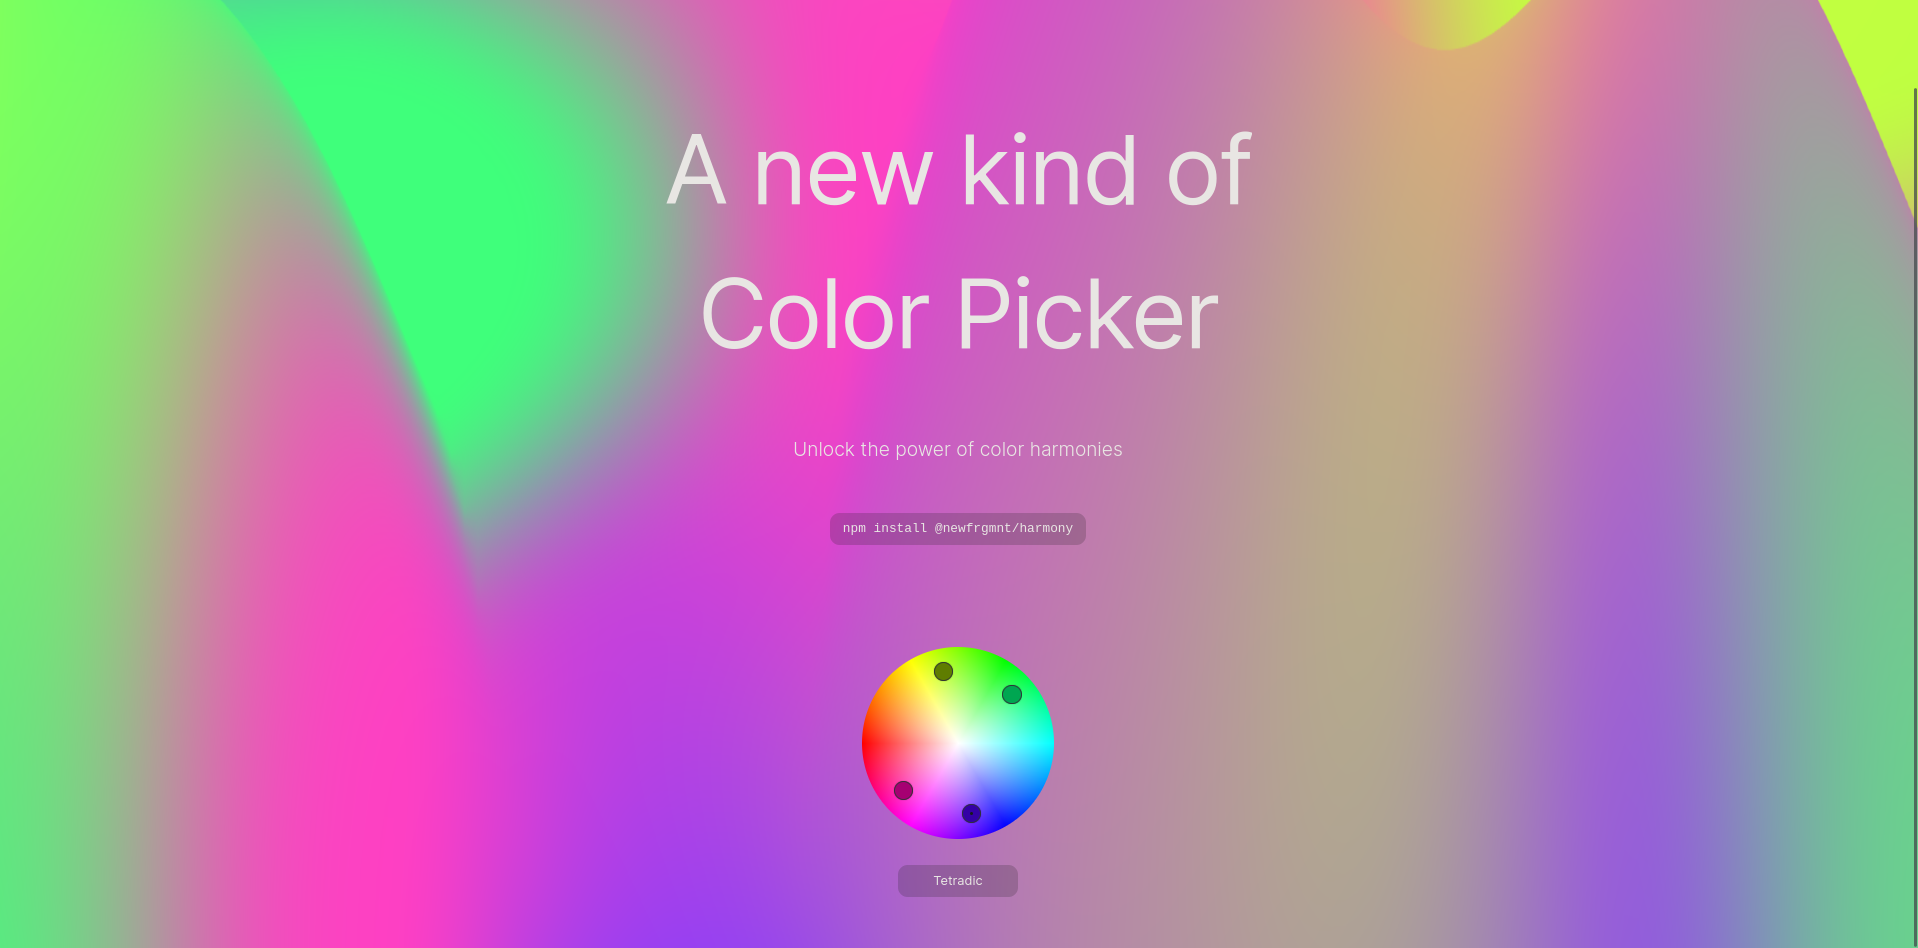 A new kind of
Color Picker
Unlock the power of color harmonies
npm install @newfrgmnt/harmony
Tetradic